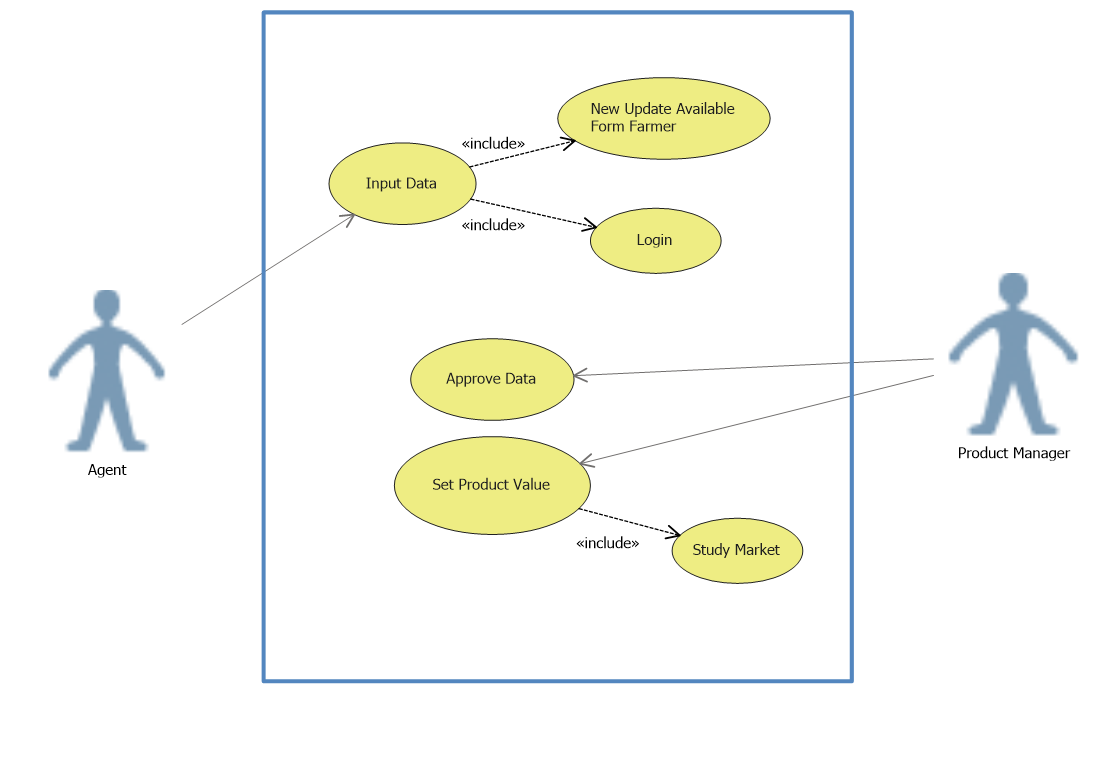 New Update Available
Form Farmer
«include»
Input Data
«include»
Login
Approve Data
Product Manager
Agent
Set Product Value
«include»
Study Market